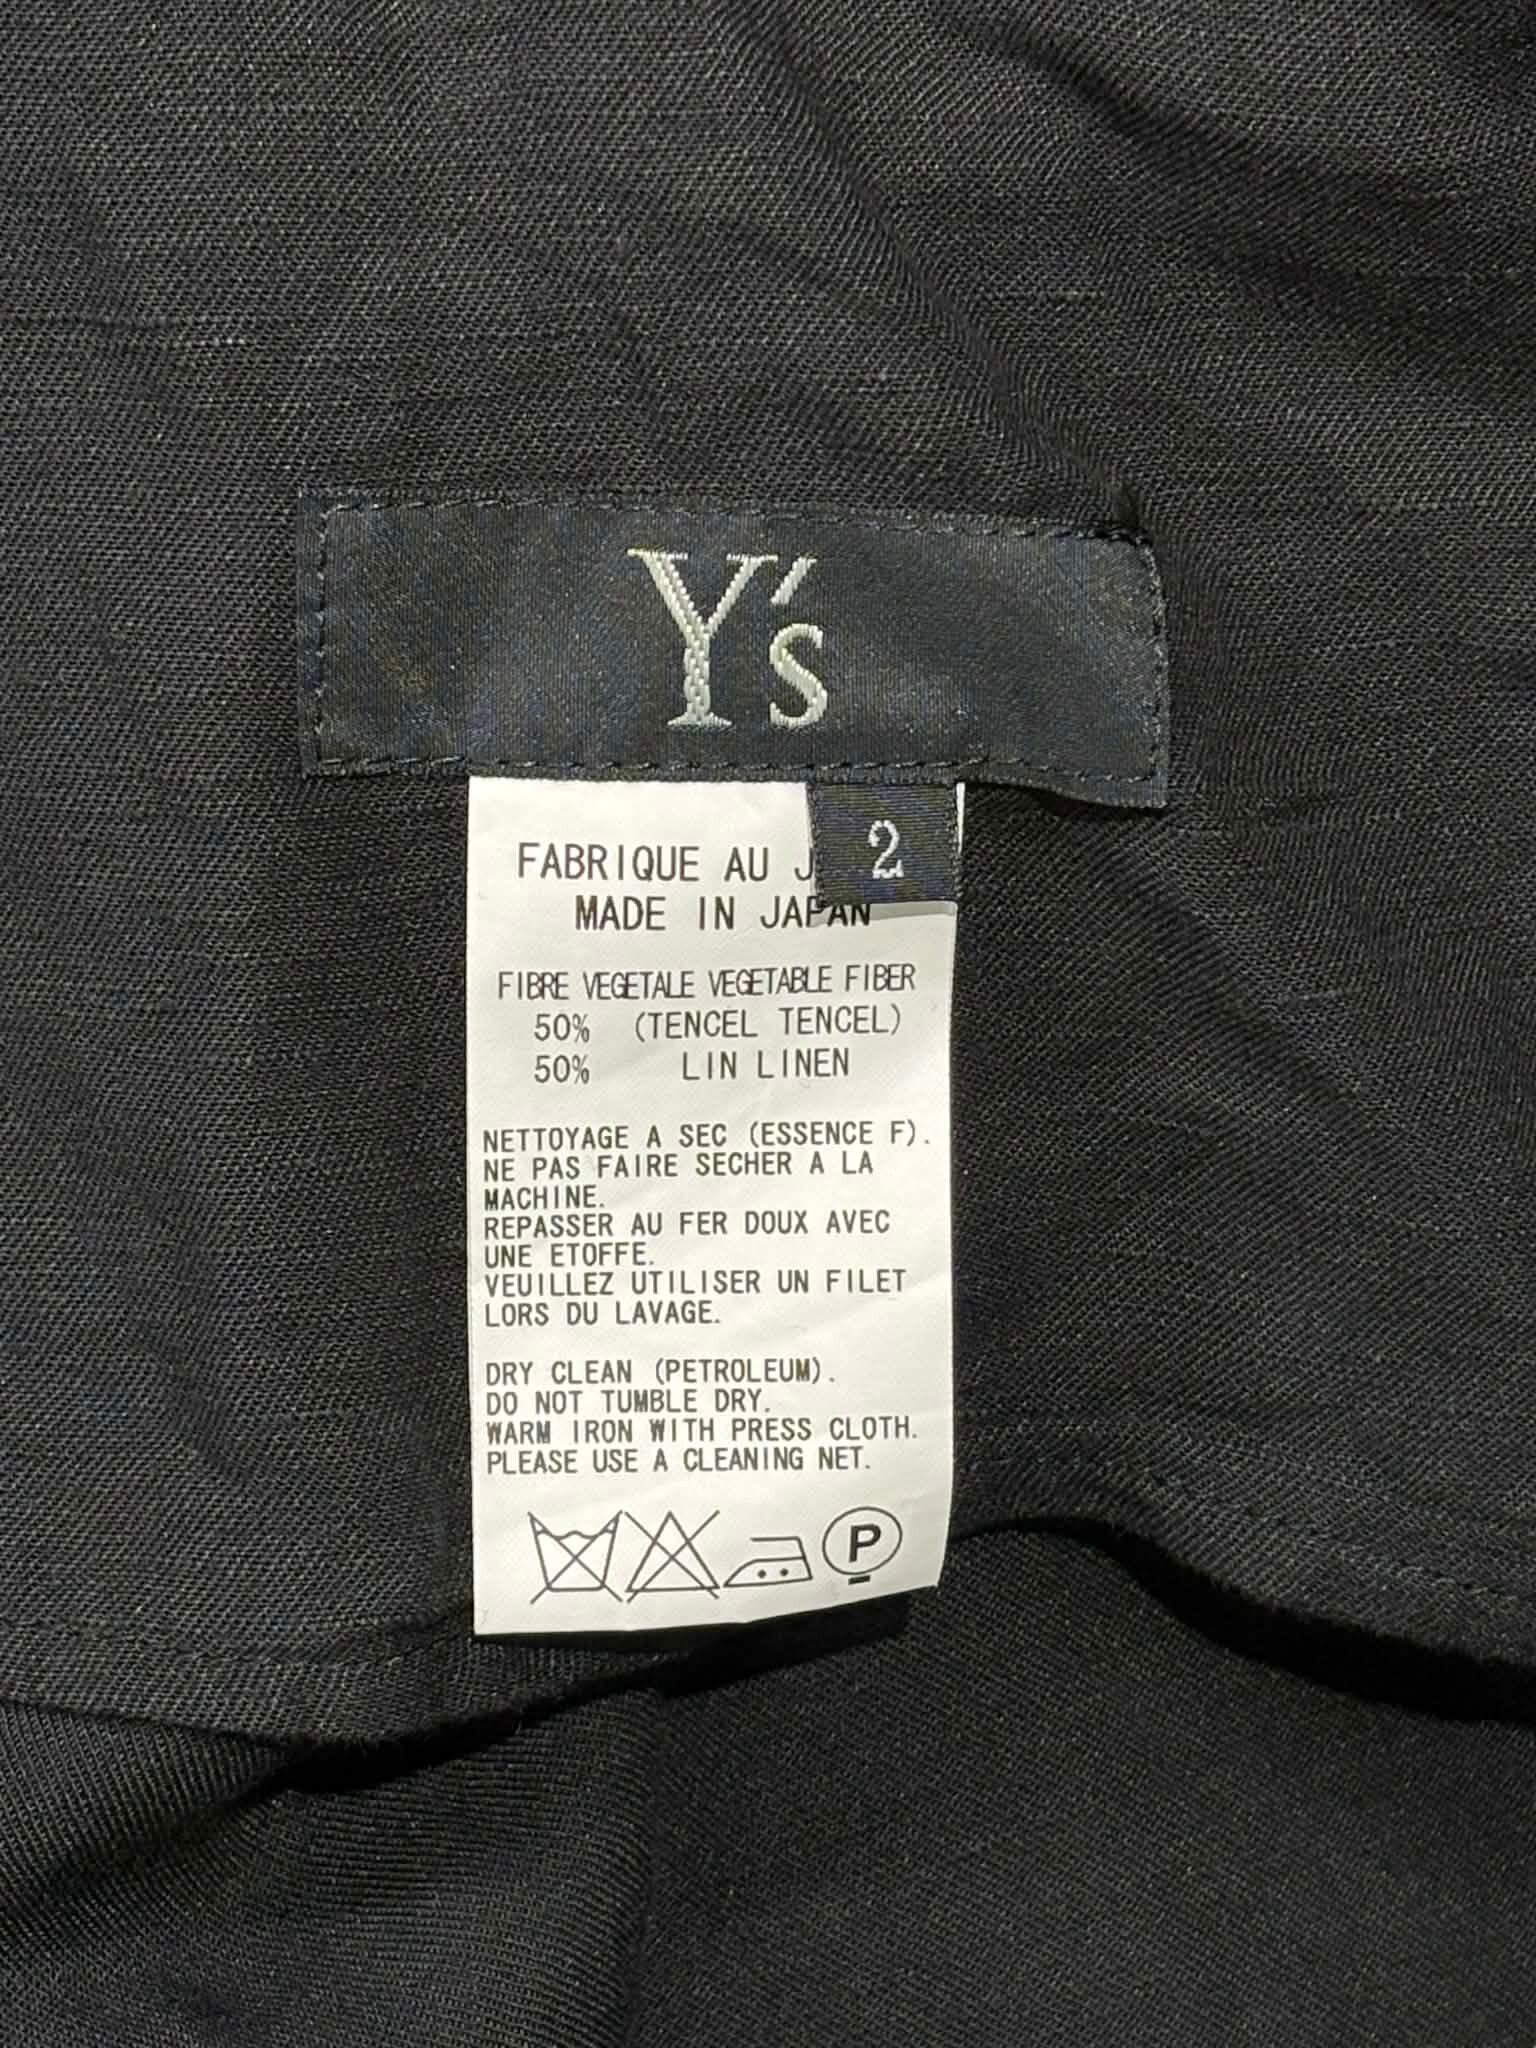 Y's
2
FABRIQUE AU
MADE IN JAPAN
FIBRE VEGETALE VEGETABLE FIBER
50% (TENCEL TENCEL)
50% LIN LINEN
NETTOYAGE A SEC (ESSENCE F).
NE PAS FAIRE SECHER A LA
MACHINE.
REPASSER AU FER DOUX AVEC
UNE ETOFFE.
VEUILLEZ UTILISER UN FILET
LORS DU LAVAGE.
DRY CLEAN (PETROLEUM).
DO NOT TUMBLE DRY.
WARM IRON WITH PRESS CLOTH.
PLEASE USE A CLEANING NET.
P